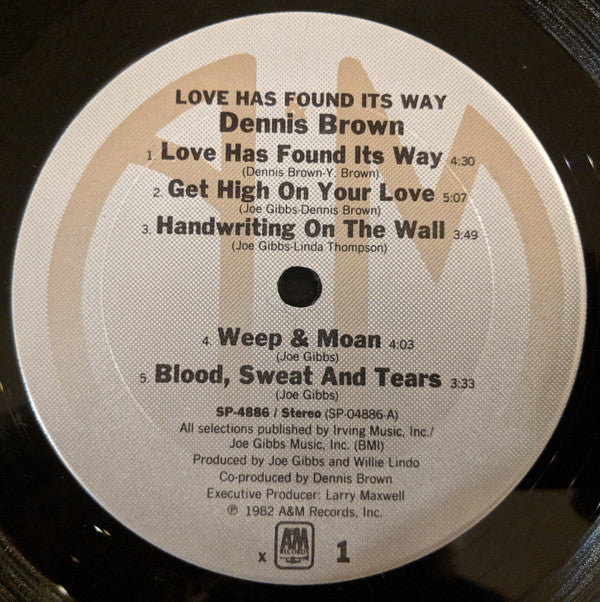 LOVE HAS FOUND ITS WAY
Dennis Brown
1. Love Has Found Its Way 4:30
(Dennis Brown-Y. Brown)
2. Get High On Your Love 5:07
(Joe Gibbs-Dennis Brown)
3. Handwriting On The Wall 3:49
(Joe Gibbs-Linda Thompson)
4. Weep & Moan 4:03
(Joe Gibbs)
5. Blood, Sweat And Tears 3:33
(Joe Gibbs)
SP-4886 / Stereo (SP-04886-A)
All selections published by Irving Music, Inc./
Joe Gibbs Music, Inc. (BMI)
Produced by Joe Gibbs and Willie Lindo
Co-produced by Dennis Brown
Executive Producer: Larry Maxwell
℗ 1982 A&M Records, Inc.
x A&M RECORDS 1